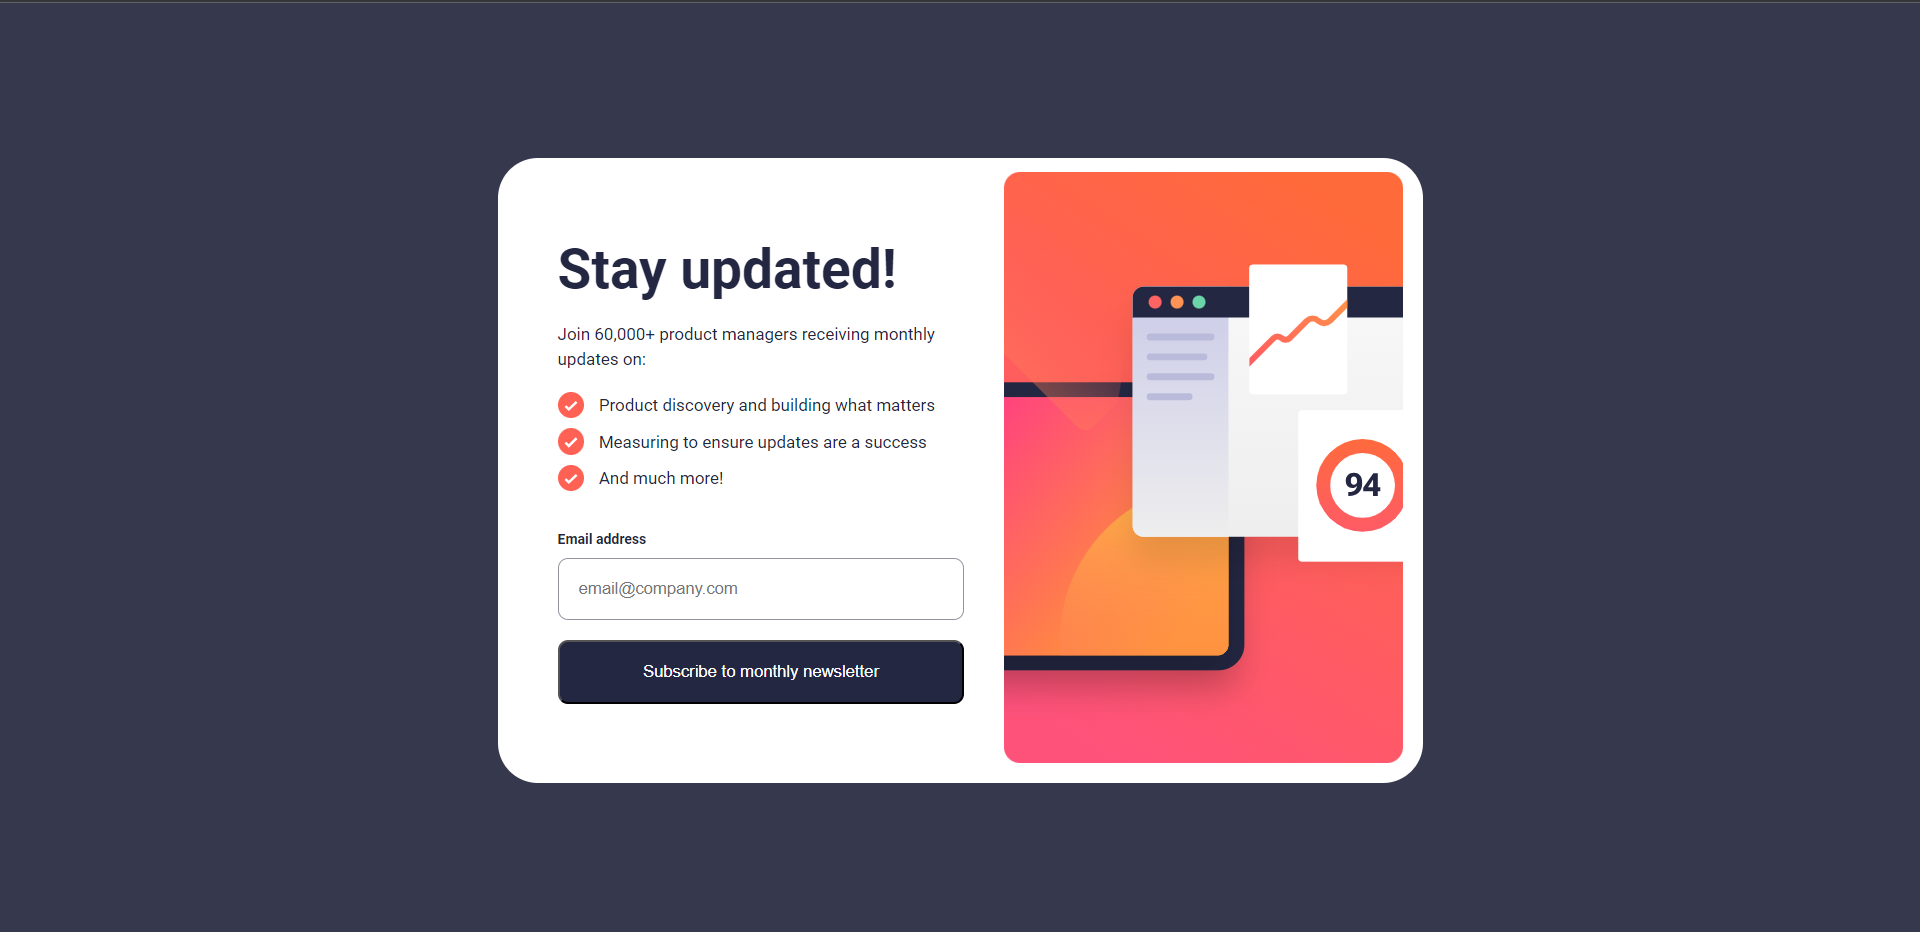 Stay updated!
Join 60,000+ product managers receiving monthly
updates on:
Product discovery and building what matters
Measuring to ensure updates are a success
And much more!
Email address
email@company.com
Subscribe to monthly newsletter
94